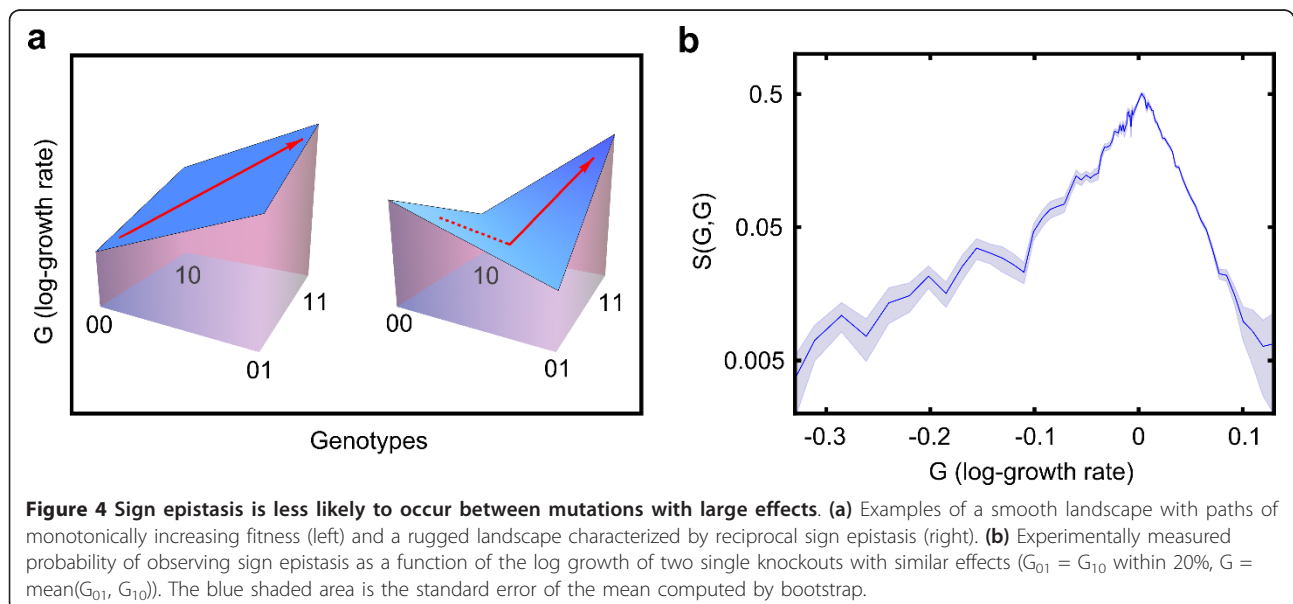 a
G (log-growth rate)
00
10
01
11
00
10
01
11
Genotypes
b
S(G,G)
0.5
0.05
0.005
-0.3
-0.2
-0.1
0
0.1
G (log-growth rate)
Figure 4 Sign epistasis is less likely to occur between mutations with large effects. (a) Examples of a smooth landscape with paths of
monotonically increasing fitness (left) and a rugged landscape characterized by reciprocal sign epistasis (right). (b) Experimentally measured
probability of observing sign epistasis as a function of the log growth of two single knockouts with similar effects (G01 = G10 within 20%, G =
mean(G01, G10)). The blue shaded area is the standard error of the mean computed by bootstrap.